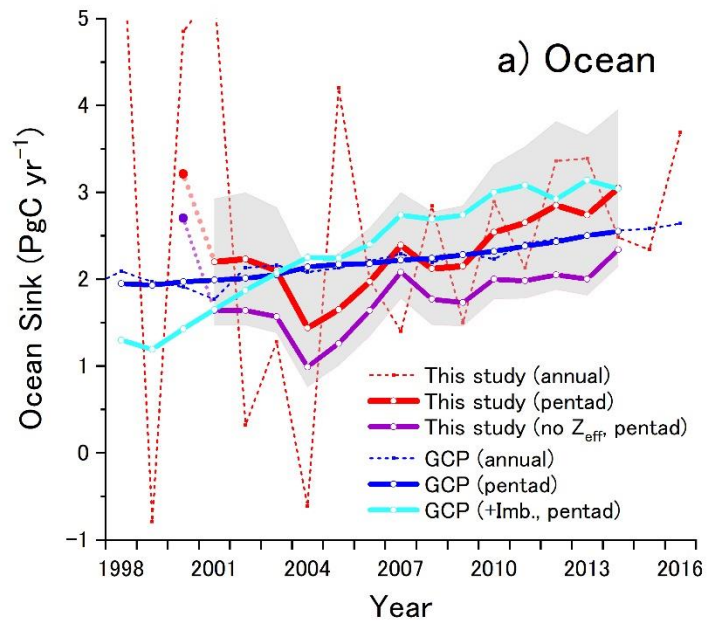 a) Ocean
Ocean Sink (PgC yr⁻¹)
5
4
3
2
1
0
−1
This study (annual)
This study (pentad)
This study (no Z_eff, pentad)
GCP (annual)
GCP (pentad)
GCP (+Imb., pentad)
1998 2001 2004 2007 2010 2013 2016
Year